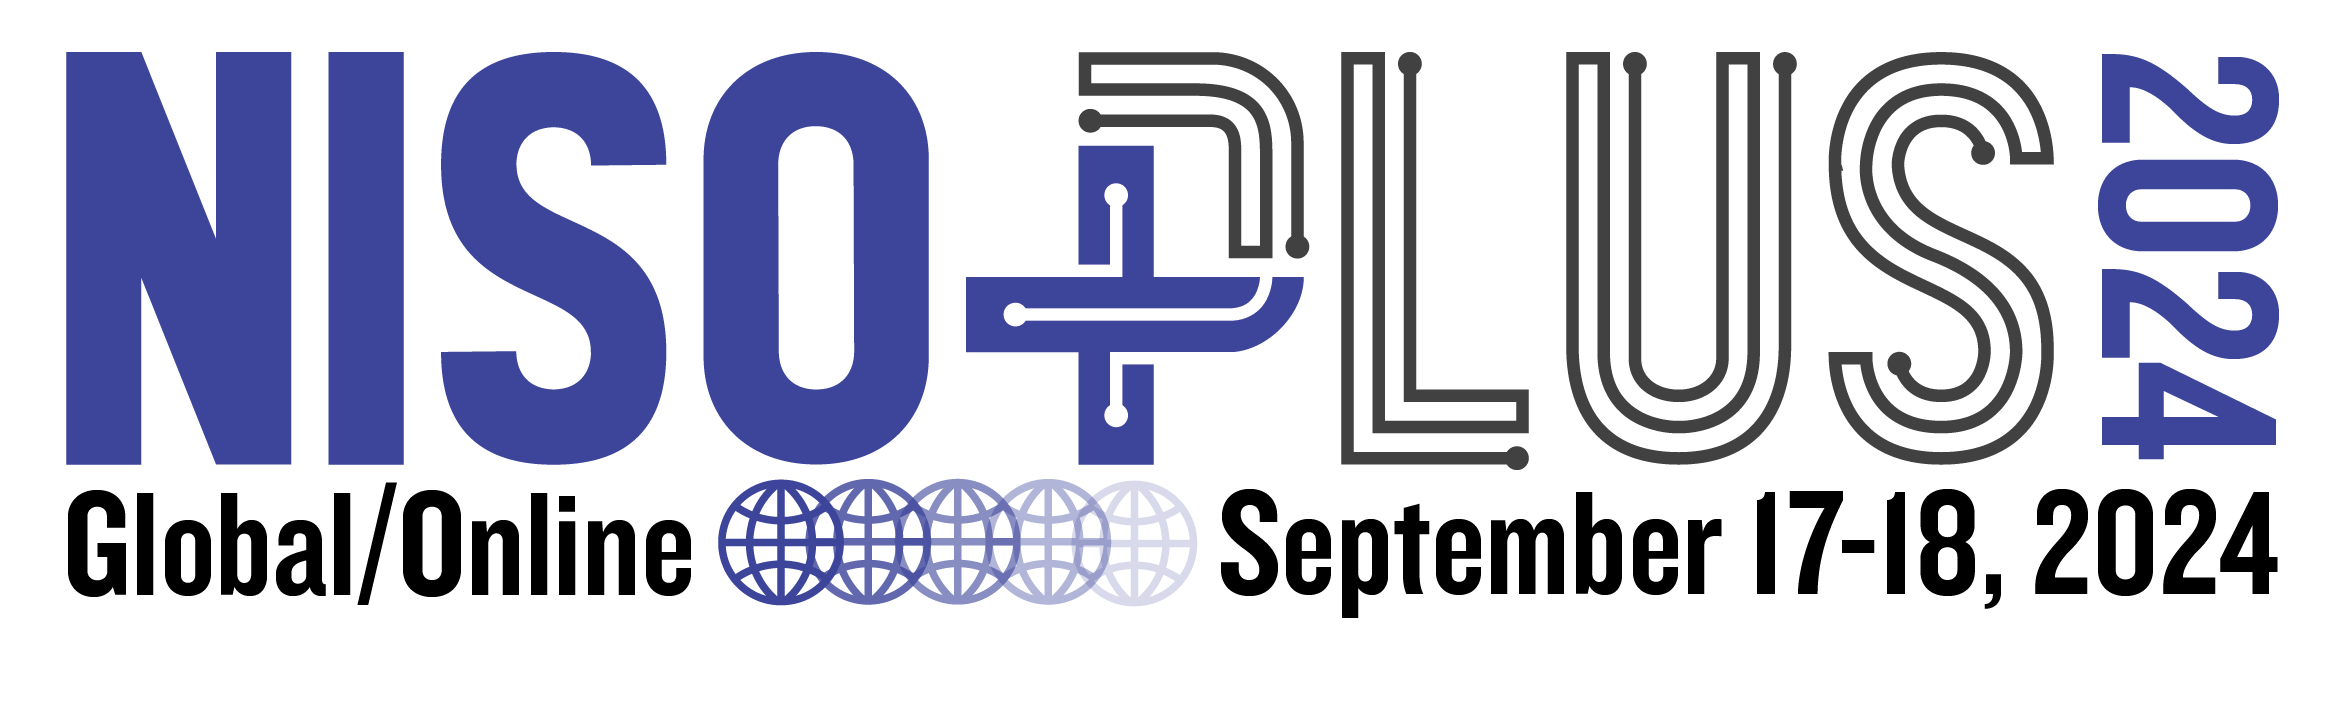 NISO PLUS 2024
Global/Online September 17-18, 2024